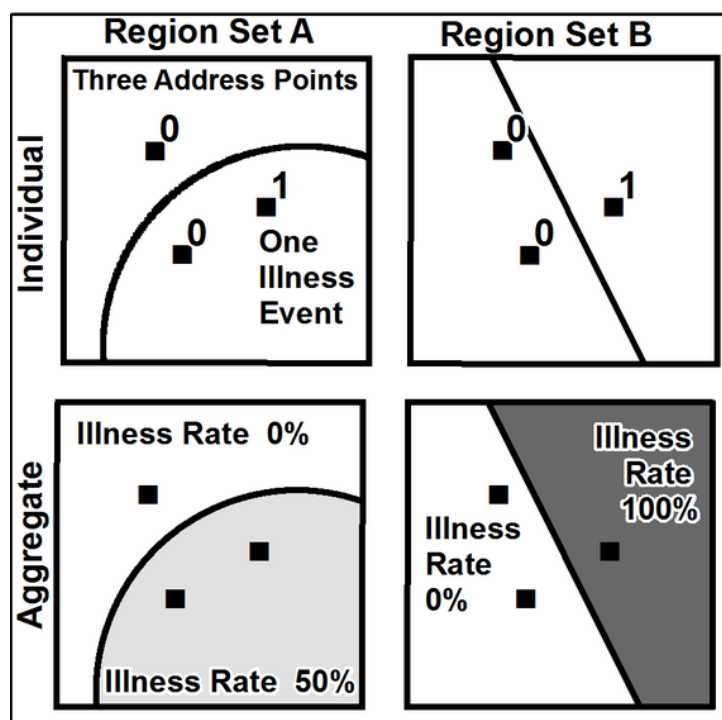 Region Set A
Region Set B
Individual
Three Address Points
0
1
0
One
Illness
Event
0
1
0
Aggregate
Illness Rate 0%
Illness Rate 50%
Illness
Rate
0%
Illness
Rate
100%